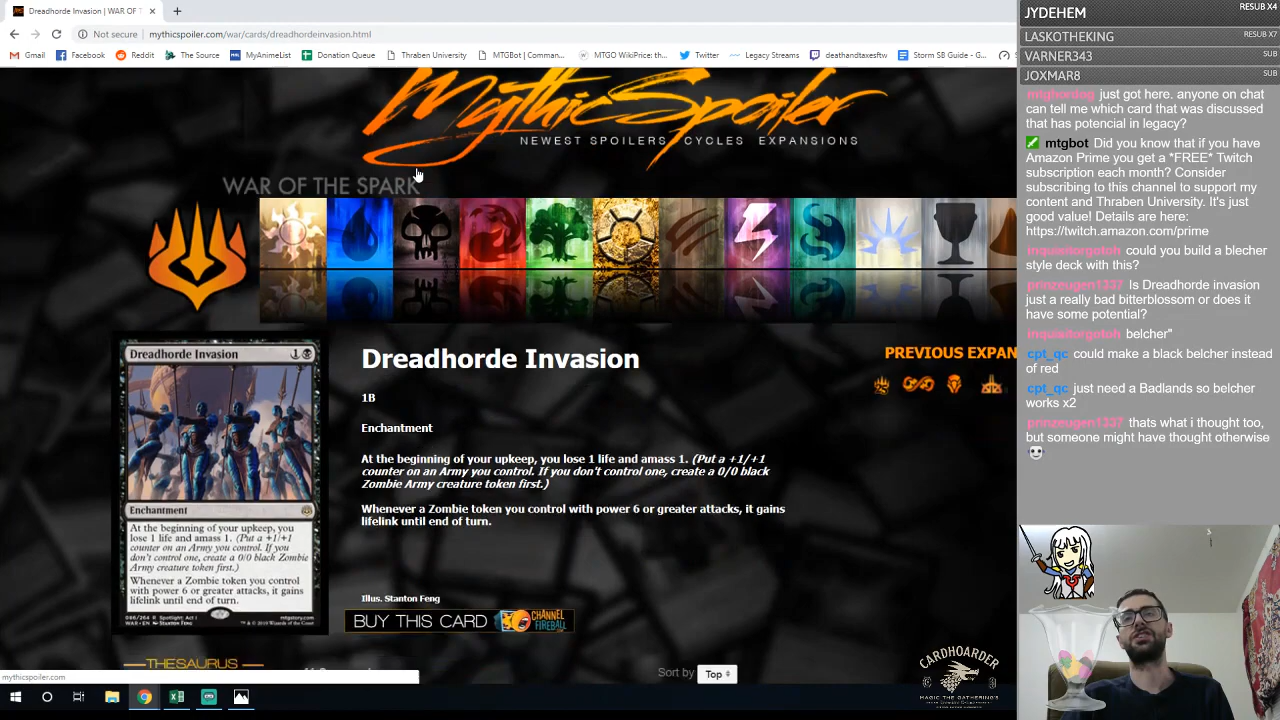 Dreadhorde Invasion | WAR OF T
Not secure | mythicspoiler.com/war/cards/dreadhordeinvasion.html
Gmail Facebook Reddit The Source MyAnimeList Donation Queue Thraben University MTGBot | Comman... MTGO WikiPrice: th... Twitter Legacy Streams deathandtaxesftw Storm SB Guide - G...
MythicSpoiler
NEWEST SPOILERS CYCLES EXPANSIONS
WAR OF THE SPARK
Dreadhorde Invasion 1
Enchantment
At the beginning of your upkeep, you
lose 1 life and amass 1. (Put a +1/+1
counter on an Army you control. If you
don't control one, create a 0/0 black
Zombie Army creature token first.)
Whenever a Zombie token you control
with power 6 or greater attacks, it gains
lifelink until end of turn.
Dreadhorde Invasion
PREVIOUS EXPAN
1B
Enchantment
At the beginning of your upkeep, you lose 1 life and amass 1. (Put a +1/+1
counter on an Army you control. If you don't control one, create a 0/0 black
Zombie Army creature token first.)
Whenever a Zombie token you control with power 6 or greater attacks, it gains
lifelink until end of turn.
Illus. Stanton Feng
BUY THIS CARD CHANNEL
FIREBALL
THESAURUS
Sort by Top
mythicspoiler.com
CARDHOARDER
MAGIC THE GATHERING
JYDEHEM RESUB X4
LASKOTHEKING RESUB X7
VARNER343 SUB
JOXMAR8 SUB
just got here. anyone on chat
can tell me which card that was discussed
that has potencial in legacy?
mtgbot Did you know that if you have
Amazon Prime you get a *FREE* Twitch
subscription each month? Consider
subscribing to this channel to support my
content and Thraben University. It's just
good value! Details are here:
https://twitch.amazon.com/prime
inquisitorgotoh could you build a blecher
style deck with this?
prinzeugen1337 Is Dreadhorde invasion
just a really bad bitterblossom or does it
have some potential?
inquisitorgotoh belcher"
cpt_qc could make a black belcher instead
of red
cpt_qc just need a Badlands so belcher
works x2
prinzeugen1337 thats what i thought too,
but someone might have thought otherwise